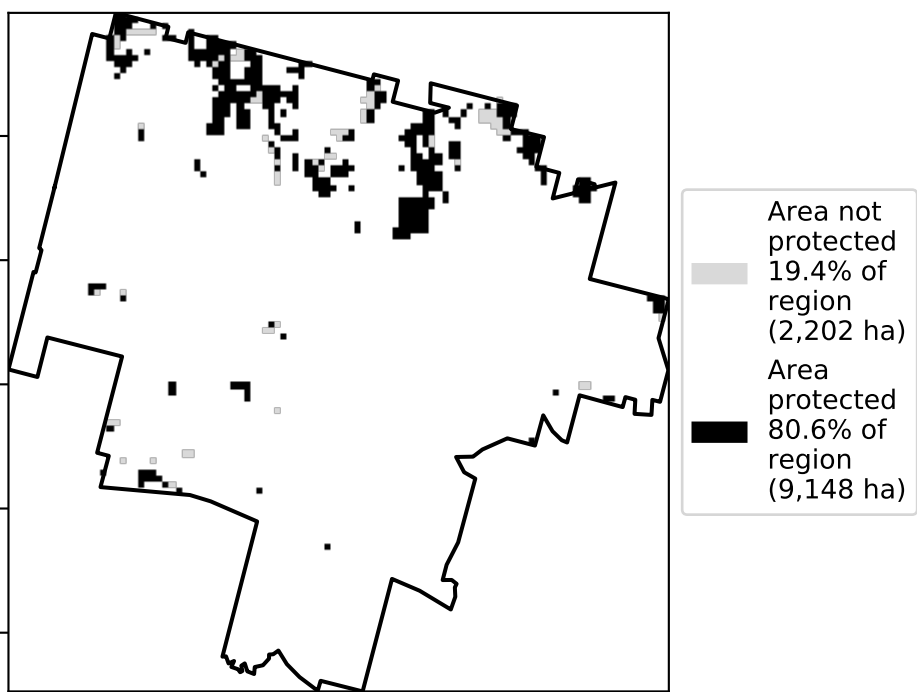 Area not
protected
19.4% of
region
(2,202 ha)
Area
protected
80.6% of
region
(9,148 ha)